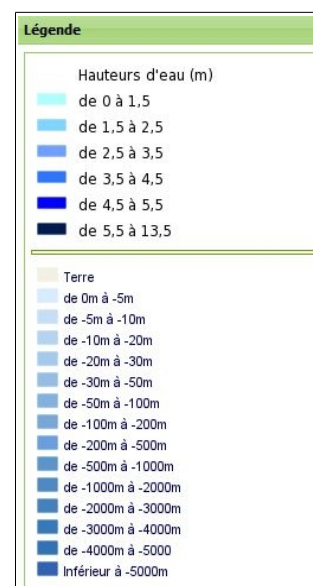 Légende
Hauteurs d'eau (m)
de 0 à 1,5
de 1,5 à 2,5
de 2,5 à 3,5
de 3,5 à 4,5
de 4,5 à 5,5
de 5,5 à 13,5
Terre
de 0m à -5m
de -5m à -10m
de -10m à -20m
de -20m à -30m
de -30m à -50m
de -50m à -100m
de -100m à -200m
de -200m à -500m
de -500m à -1000m
de -1000m à -2000m
de -2000m à -3000m
de -3000m à -4000m
de -4000m à -5000
Inférieur à -5000m